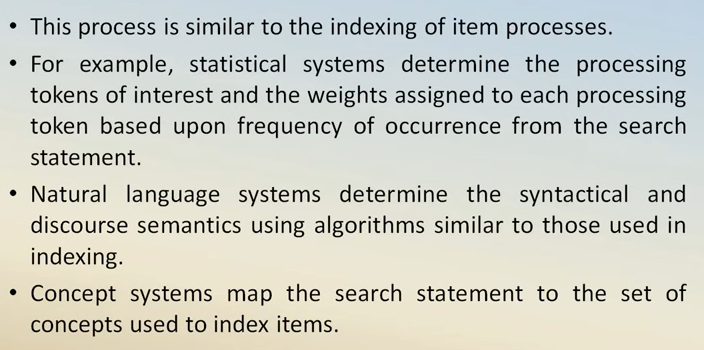 • This process is similar to the indexing of item processes.
• For example, statistical systems determine the processing
tokens of interest and the weights assigned to each processing
token based upon frequency of occurrence from the search
statement.
• Natural language systems determine the syntactical and
discourse semantics using algorithms similar to those used in
indexing.
• Concept systems map the search statement to the set of
concepts used to index items.